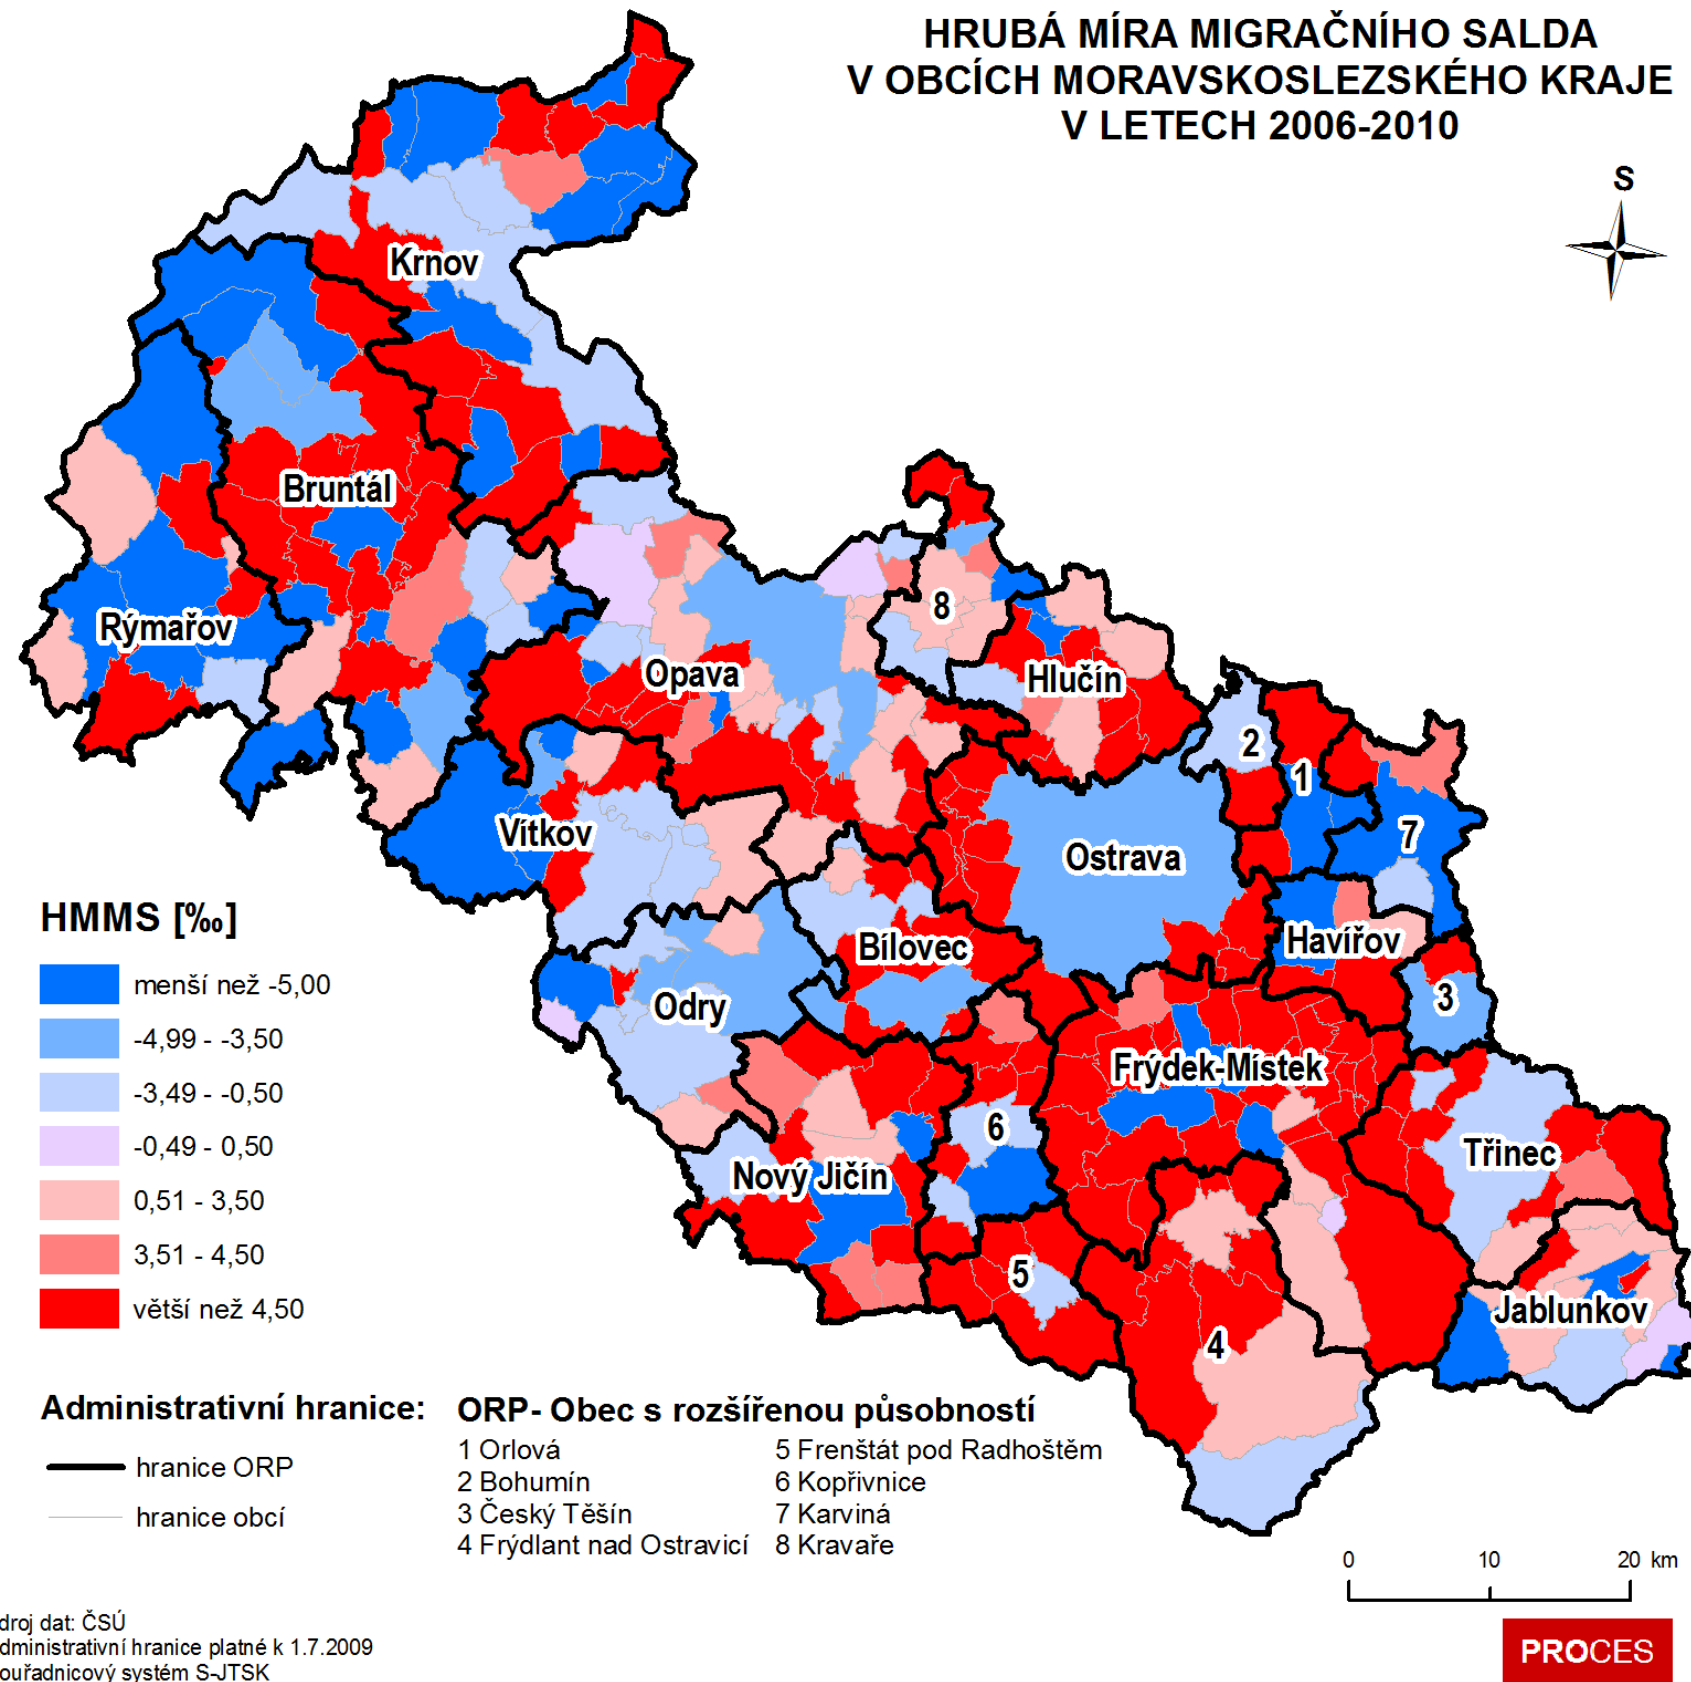 HRUBÁ MÍRA MIGRAČNÍHO SALDA
V OBCÍCH MORAVSKOSLEZSKÉHO KRAJE
V LETECH 2006-2010
S
Krnov
Bruntál
8
Rýmařov
Opava
Hlučín
2
1
Vítkov
Ostrava
7
Havířov
Bílovec
3
Odry
Frýdek-Místek
6
Třinec
Nový Jičín
5
Jablunkov
4
HMMS [‰]
menší než -5,00
-4,99 - -3,50
-3,49 - -0,50
-0,49 - 0,50
0,51 - 3,50
3,51 - 4,50
větší než 4,50
Administrativní hranice:
hranice ORP
hranice obcí
ORP- Obec s rozšířenou působností
1 Orlová
2 Bohumín
3 Český Těšín
4 Frýdlant nad Ostravicí
5 Frenštát pod Radhoštěm
6 Kopřivnice
7 Karviná
8 Kravaře
0 10 20 km
droj dat: ČSÚ
dministrativní hranice platné k 1.7.2009
ouřadnicový systém S-JTSK
PROCES